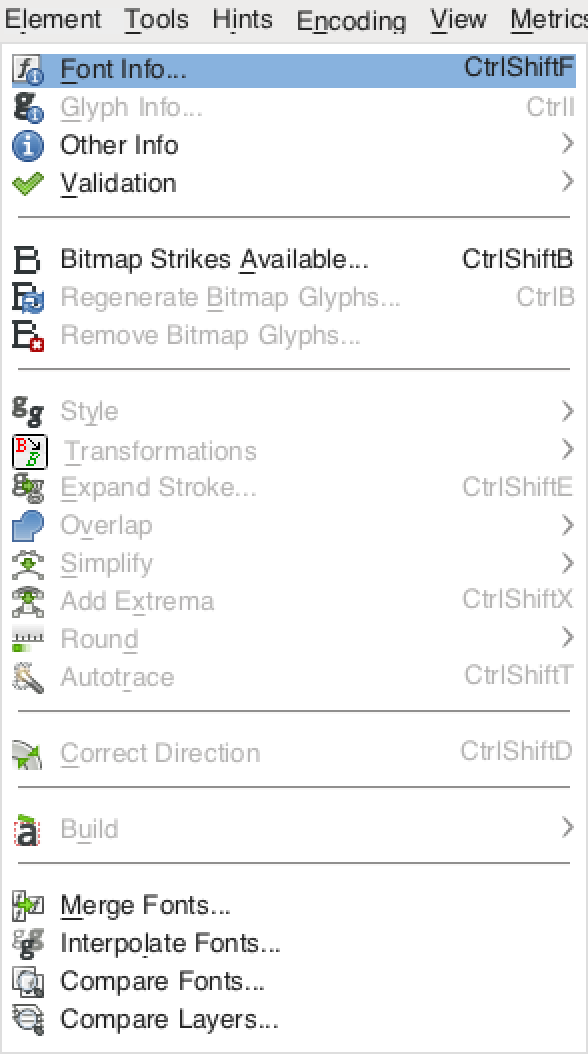 Element Tools Hints Encoding View Metrics
Font Info... CtrlShiftF
Glyph Info... CtrlI
Other Info
Validation
Bitmap Strikes Available... CtrlShiftB
Regenerate Bitmap Glyphs... CtrlB
Remove Bitmap Glyphs...
Style
Transformations
Expand Stroke... CtrlShiftE
Overlap
Simplify
Add Extrema CtrlShiftX
Round
Autotrace CtrlShiftT
Correct Direction CtrlShiftD
Build
Merge Fonts...
Interpolate Fonts...
Compare Fonts...
Compare Layers...